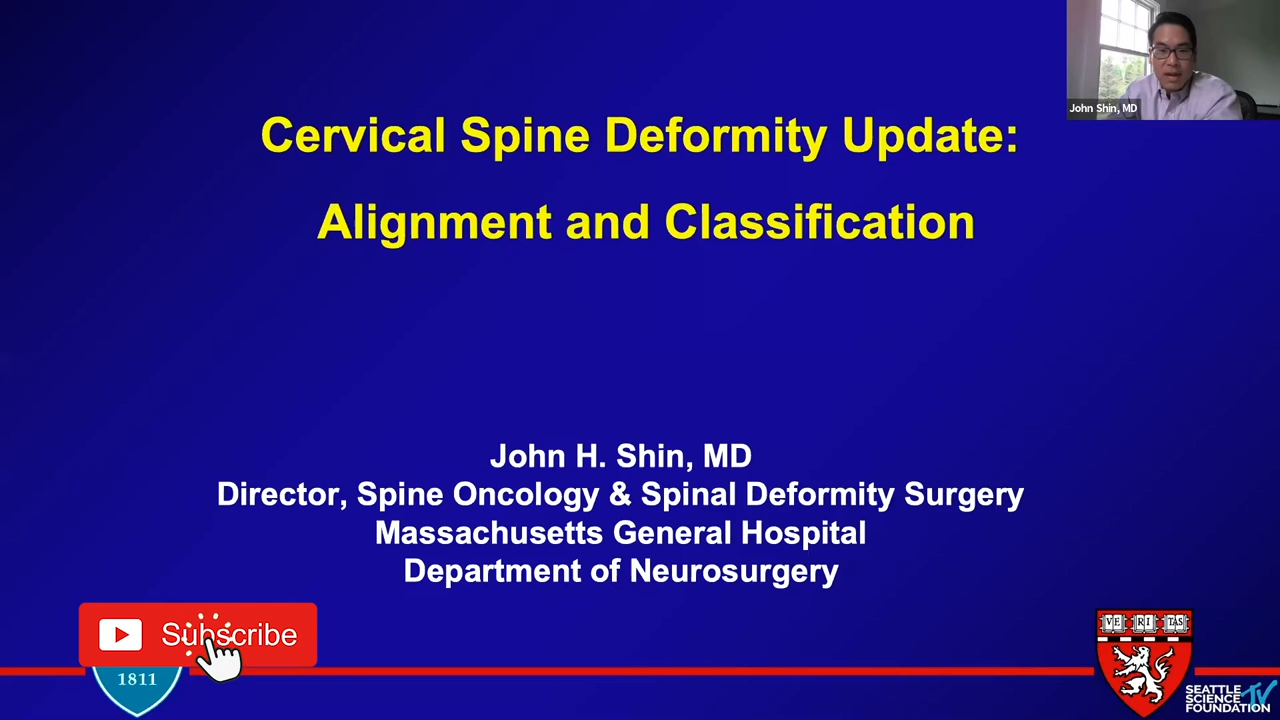 John Shin, MD
Cervical Spine Deformity Update:
Alignment and Classification
John H. Shin, MD
Director, Spine Oncology & Spinal Deformity Surgery
Massachusetts General Hospital
Department of Neurosurgery
Subscribe
1811
VE RI TAS
SEATTLE
SCIENCE
FOUNDATION
TV